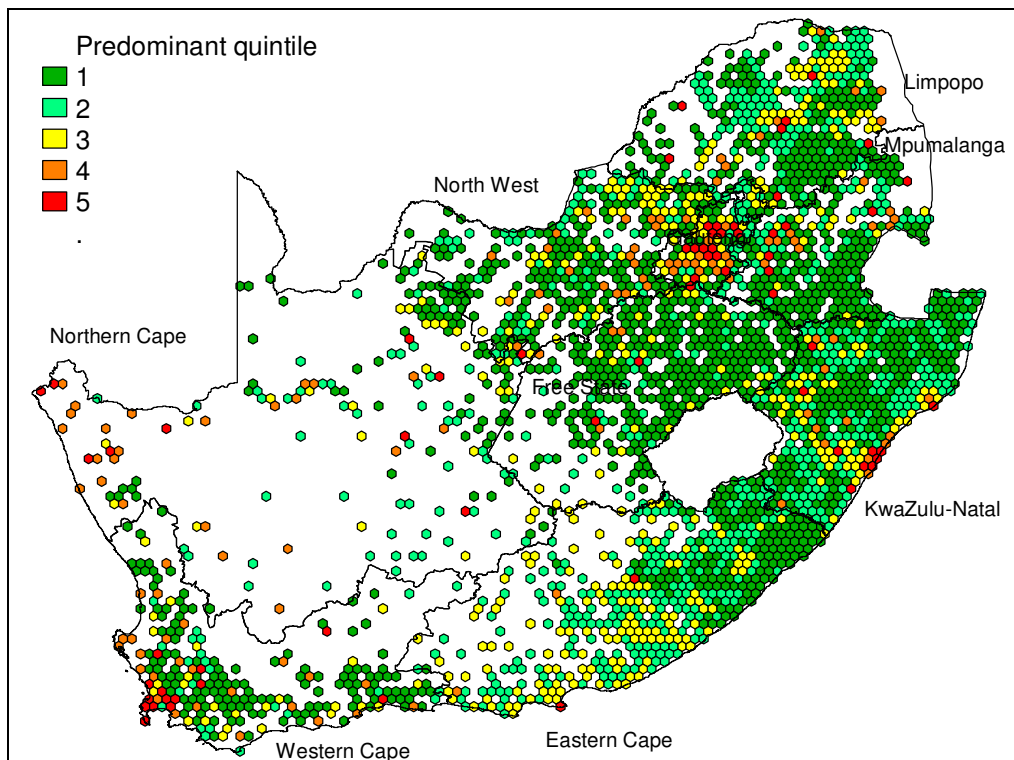 Predominant quintile
1
2
3
4
5
.
Limpopo
Mpumalanga
North West
Gauteng
Northern Cape
Free State
KwaZulu-Natal
Western Cape
Eastern Cape